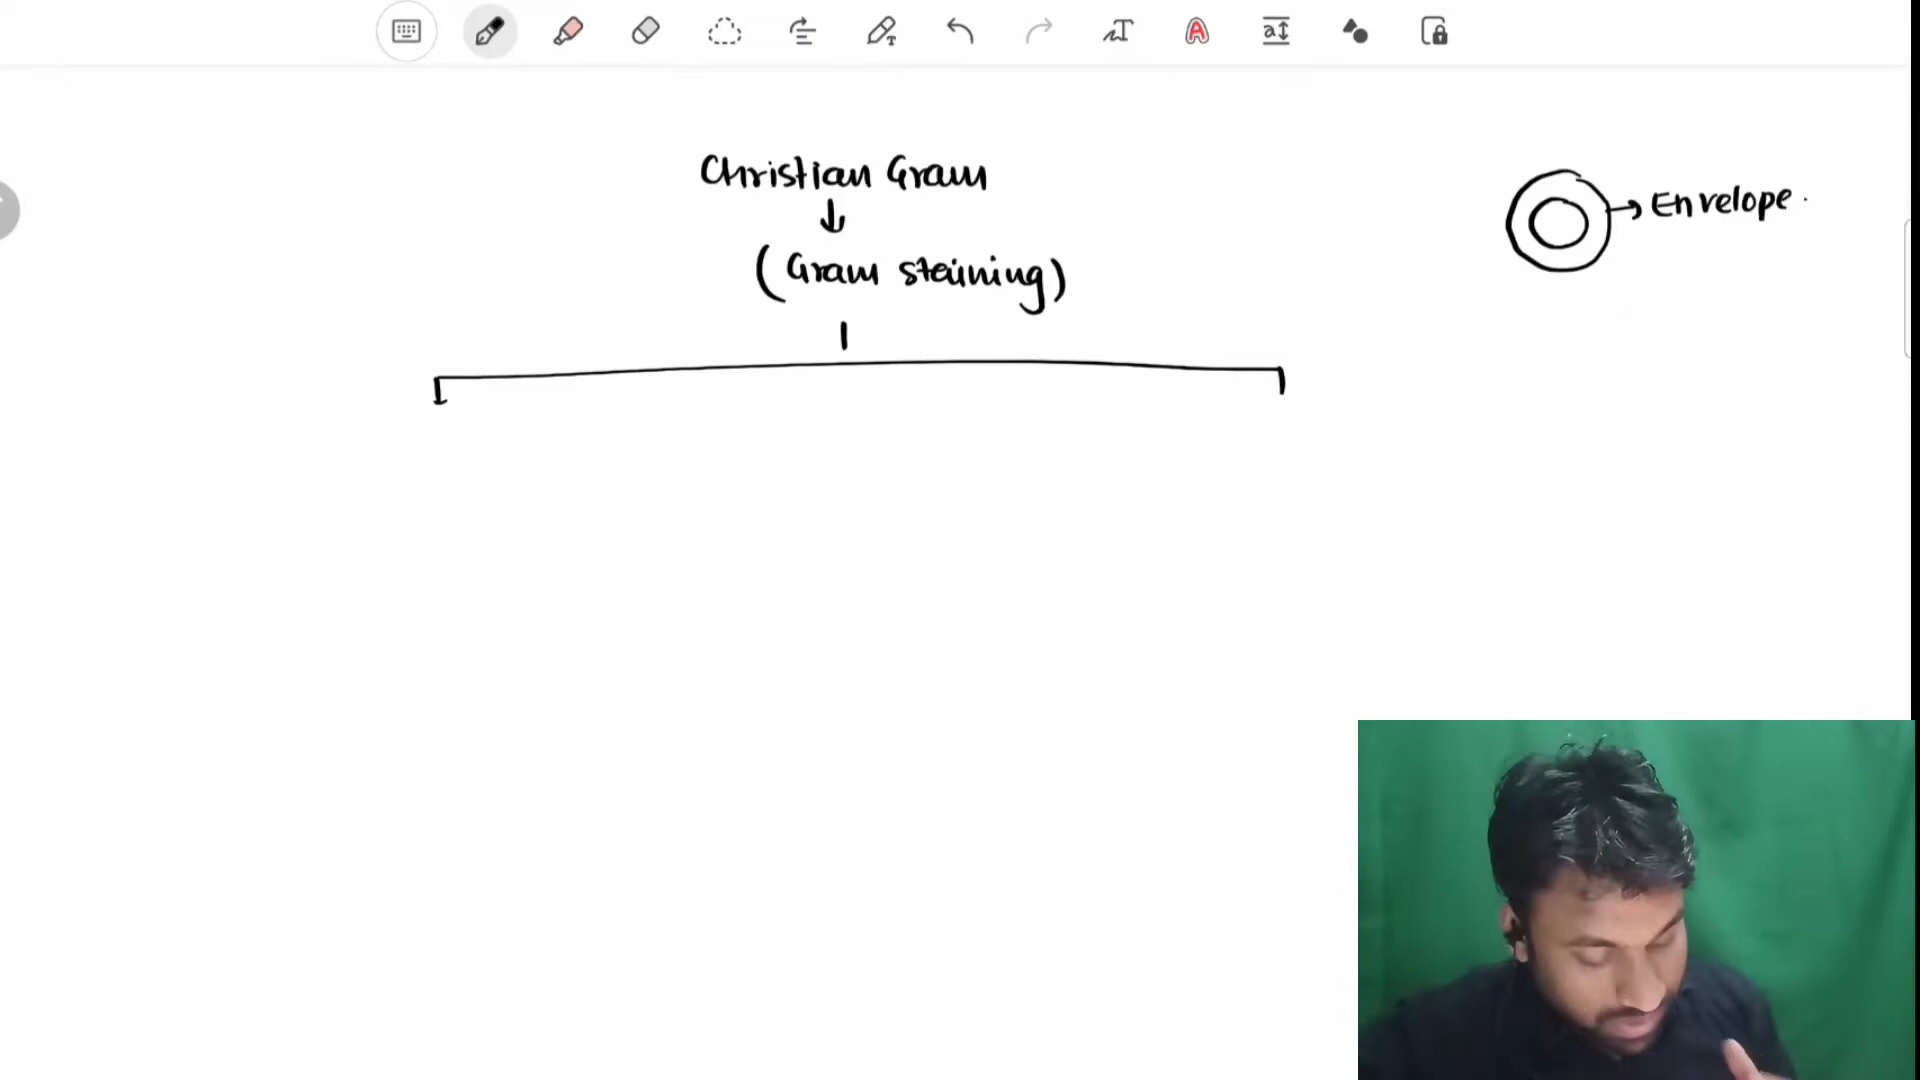 Christian Gram
↓
(Gram staining)
→ Envelope.